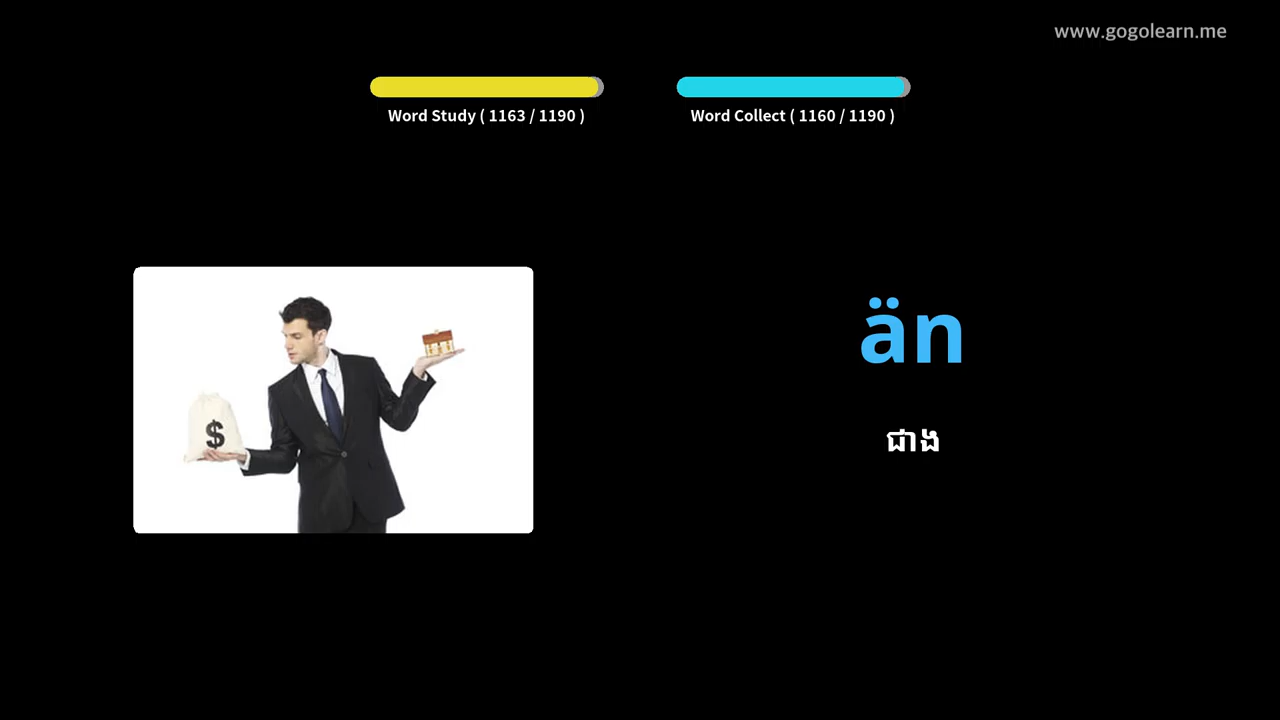 www.gogolearn.me
Word Study ( 1163 / 1190 )
Word Collect ( 1160 / 1190 )
än
ជាង
$